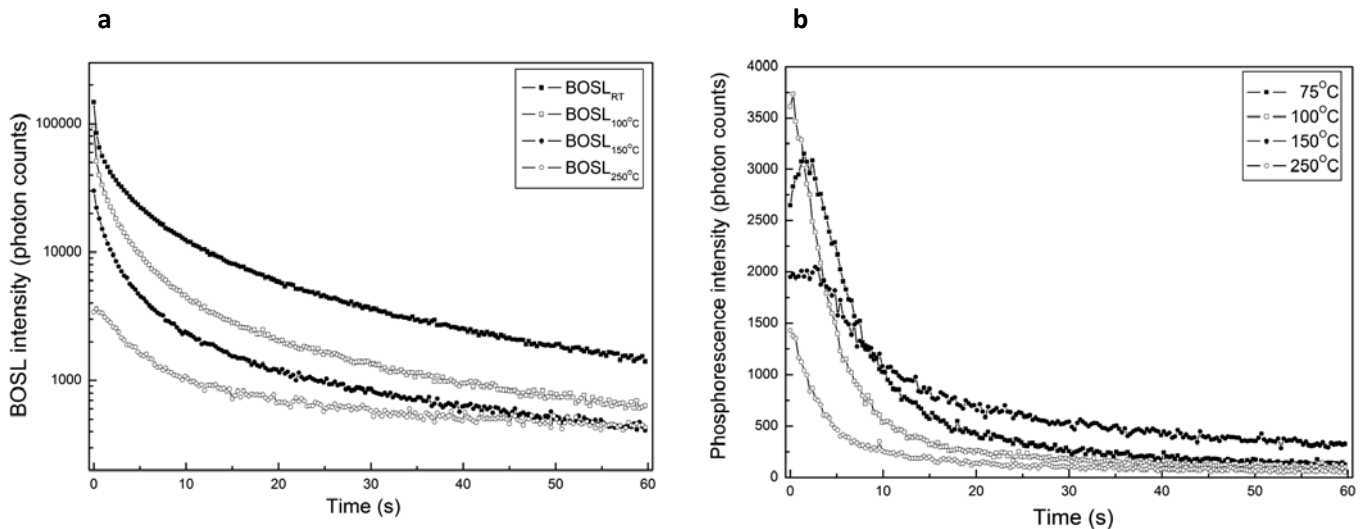 a
BOSL intensity (photon counts)
100000
10000
1000
0
10
20
30
40
50
60
Time (s)
BOSL_RT
BOSL_100°C
BOSL_150°C
BOSL_250°C
b
Phosphorescence intensity (photon counts)
4000
3500
3000
2500
2000
1500
1000
500
0
0
10
20
30
40
50
60
Time (s)
75°C
100°C
150°C
250°C